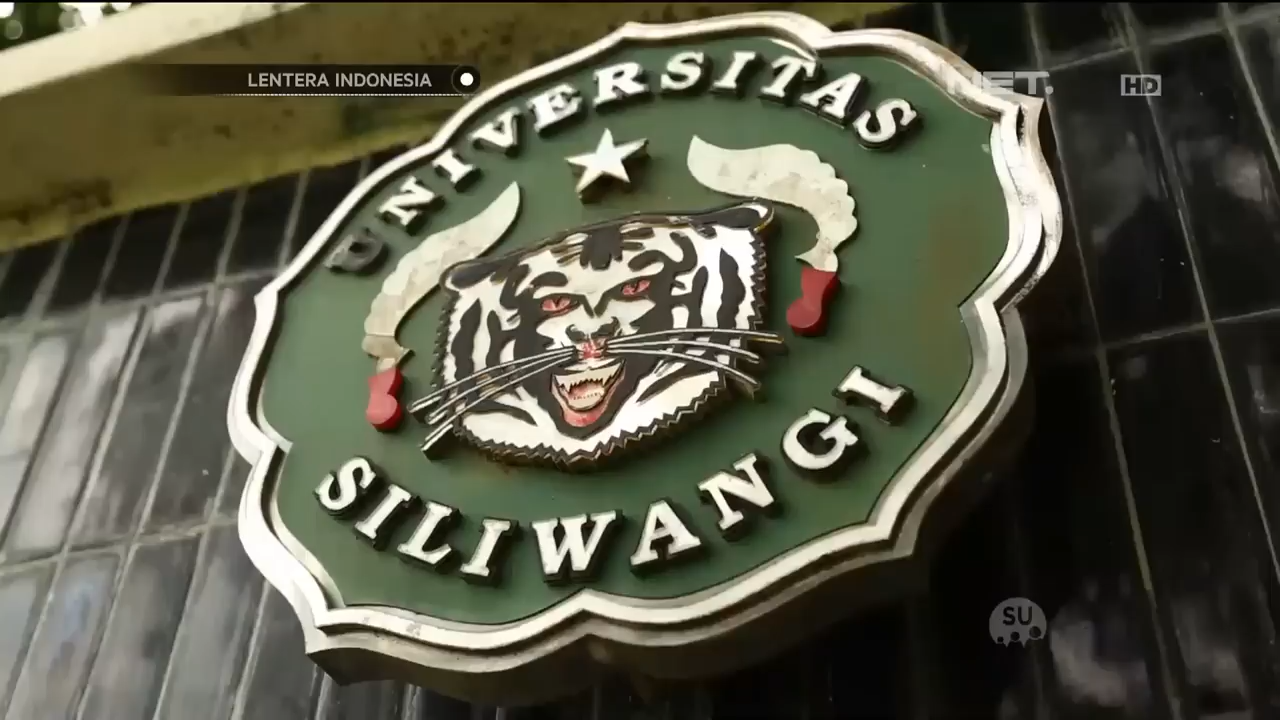 LENTERA INDONESIA
NET.
HD
UNIVERSITAS
SILIWANGI
SU